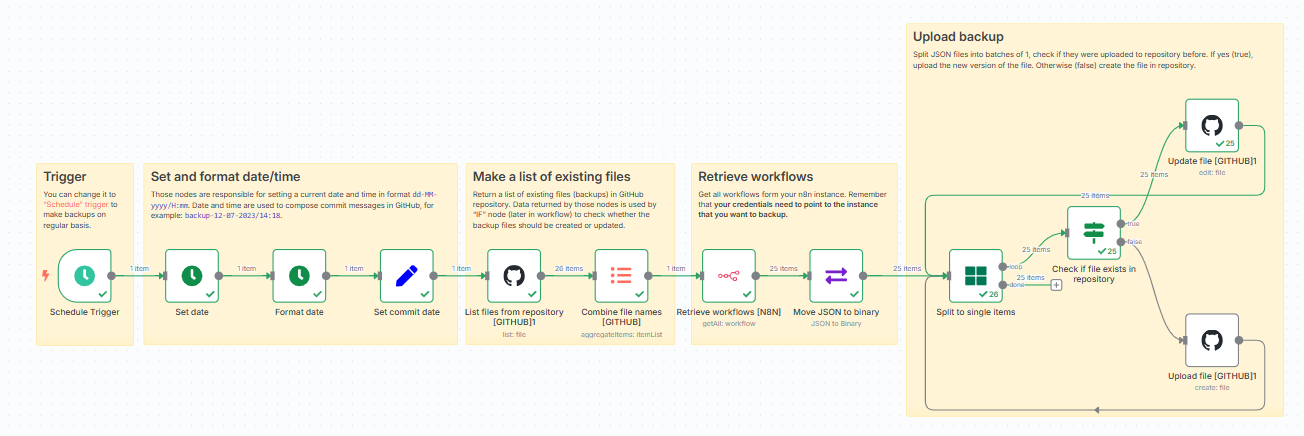 Upload backup
Split JSON files into batches of 1, check if they were uploaded to repository before. If yes (true),
upload the new version of the file. Otherwise (false) create the file in repository.
Update file [GITHUB]1
edit: file
25
25 items
25 items
Trigger
You can change it to
"Schedule" trigger to
make backups on
regular basis.
Schedule Trigger
1 item
Set and format date/time
Those nodes are responsible for setting a current date and time in format dd-MM-
yyyy/H:mm. Date and time are used to compose commit messages in GitHub, for
example: backup-12-07-2023/14:18.
Set date
1 item
Format date
1 item
Set commit date
1 item
Make a list of existing files
Return a list of existing files (backups) in GitHub
repository. Data returned by those nodes is used by
"IF" node (later in workflow) to check whether the
backup files should be created or updated.
List files from repository
[GITHUB]1
list: file
26 items
Combine file names
[GITHUB]
aggregateItems: itemList
1 item
Retrieve workflows
Get all workflows form your n8n instance. Remember
that your credentials need to point to the instance
that you want to backup.
Retrieve workflows [N8N]
getAll: workflow
25 items
Move JSON to binary
JSON to Binary
25 items
Split to single items
26
loop
done
25 items
25 items
Check if file exists in
repository
25
true
false
Upload file [GITHUB]1
create: file